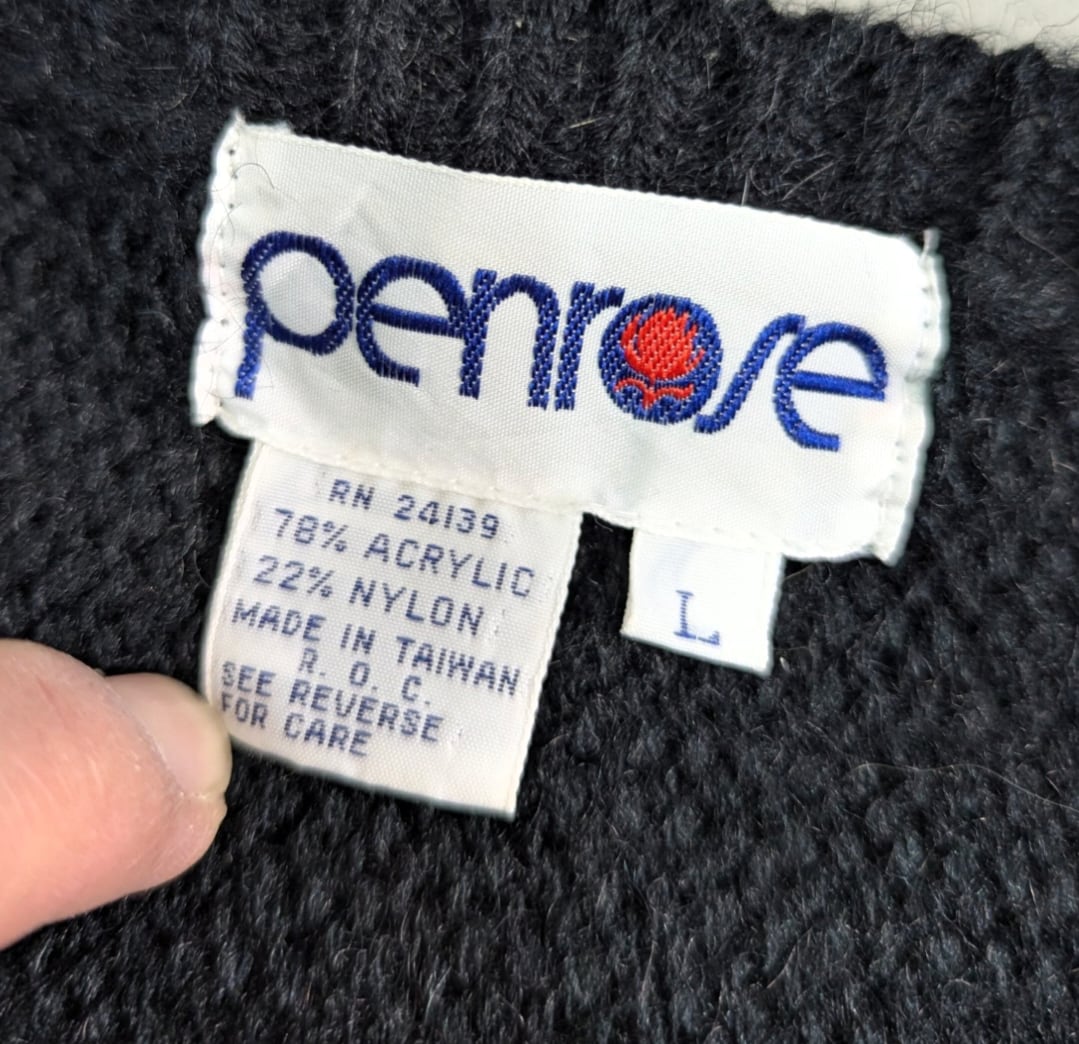 penrose
RN 24139
78% ACRYLIC
22% NYLON
MADE IN TAIWAN
R. O. C.
SEE REVERSE
FOR CARE
L